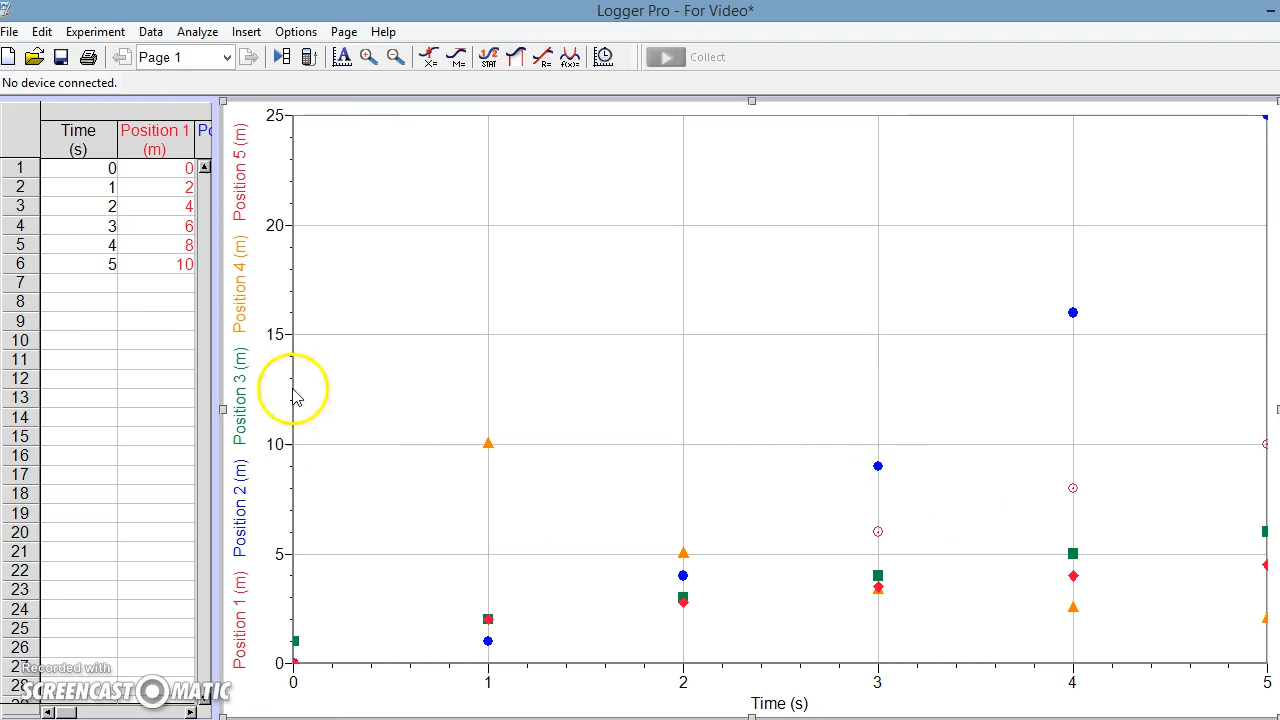 Logger Pro - For Video*
File Edit Experiment Data Analyze Insert Options Page Help
Page 1
Collect
No device connected.
Time
(s)
Position 1
(m)
1 0 0
2 1 2
3 2 4
4 3 6
5 4 8
6 5 10
7
8
9
10
11
12
13
14
15
16
17
18
19
20
21
22
23
24
25
26
27
28
Position 5 (m)
Position 4 (m)
Position 3 (m)
Position 2 (m)
Position 1 (m)
25
20
15
10
5
0
0 1 2 3 4 5
Time (s)
Recorded with
SCREENCAST MATIC